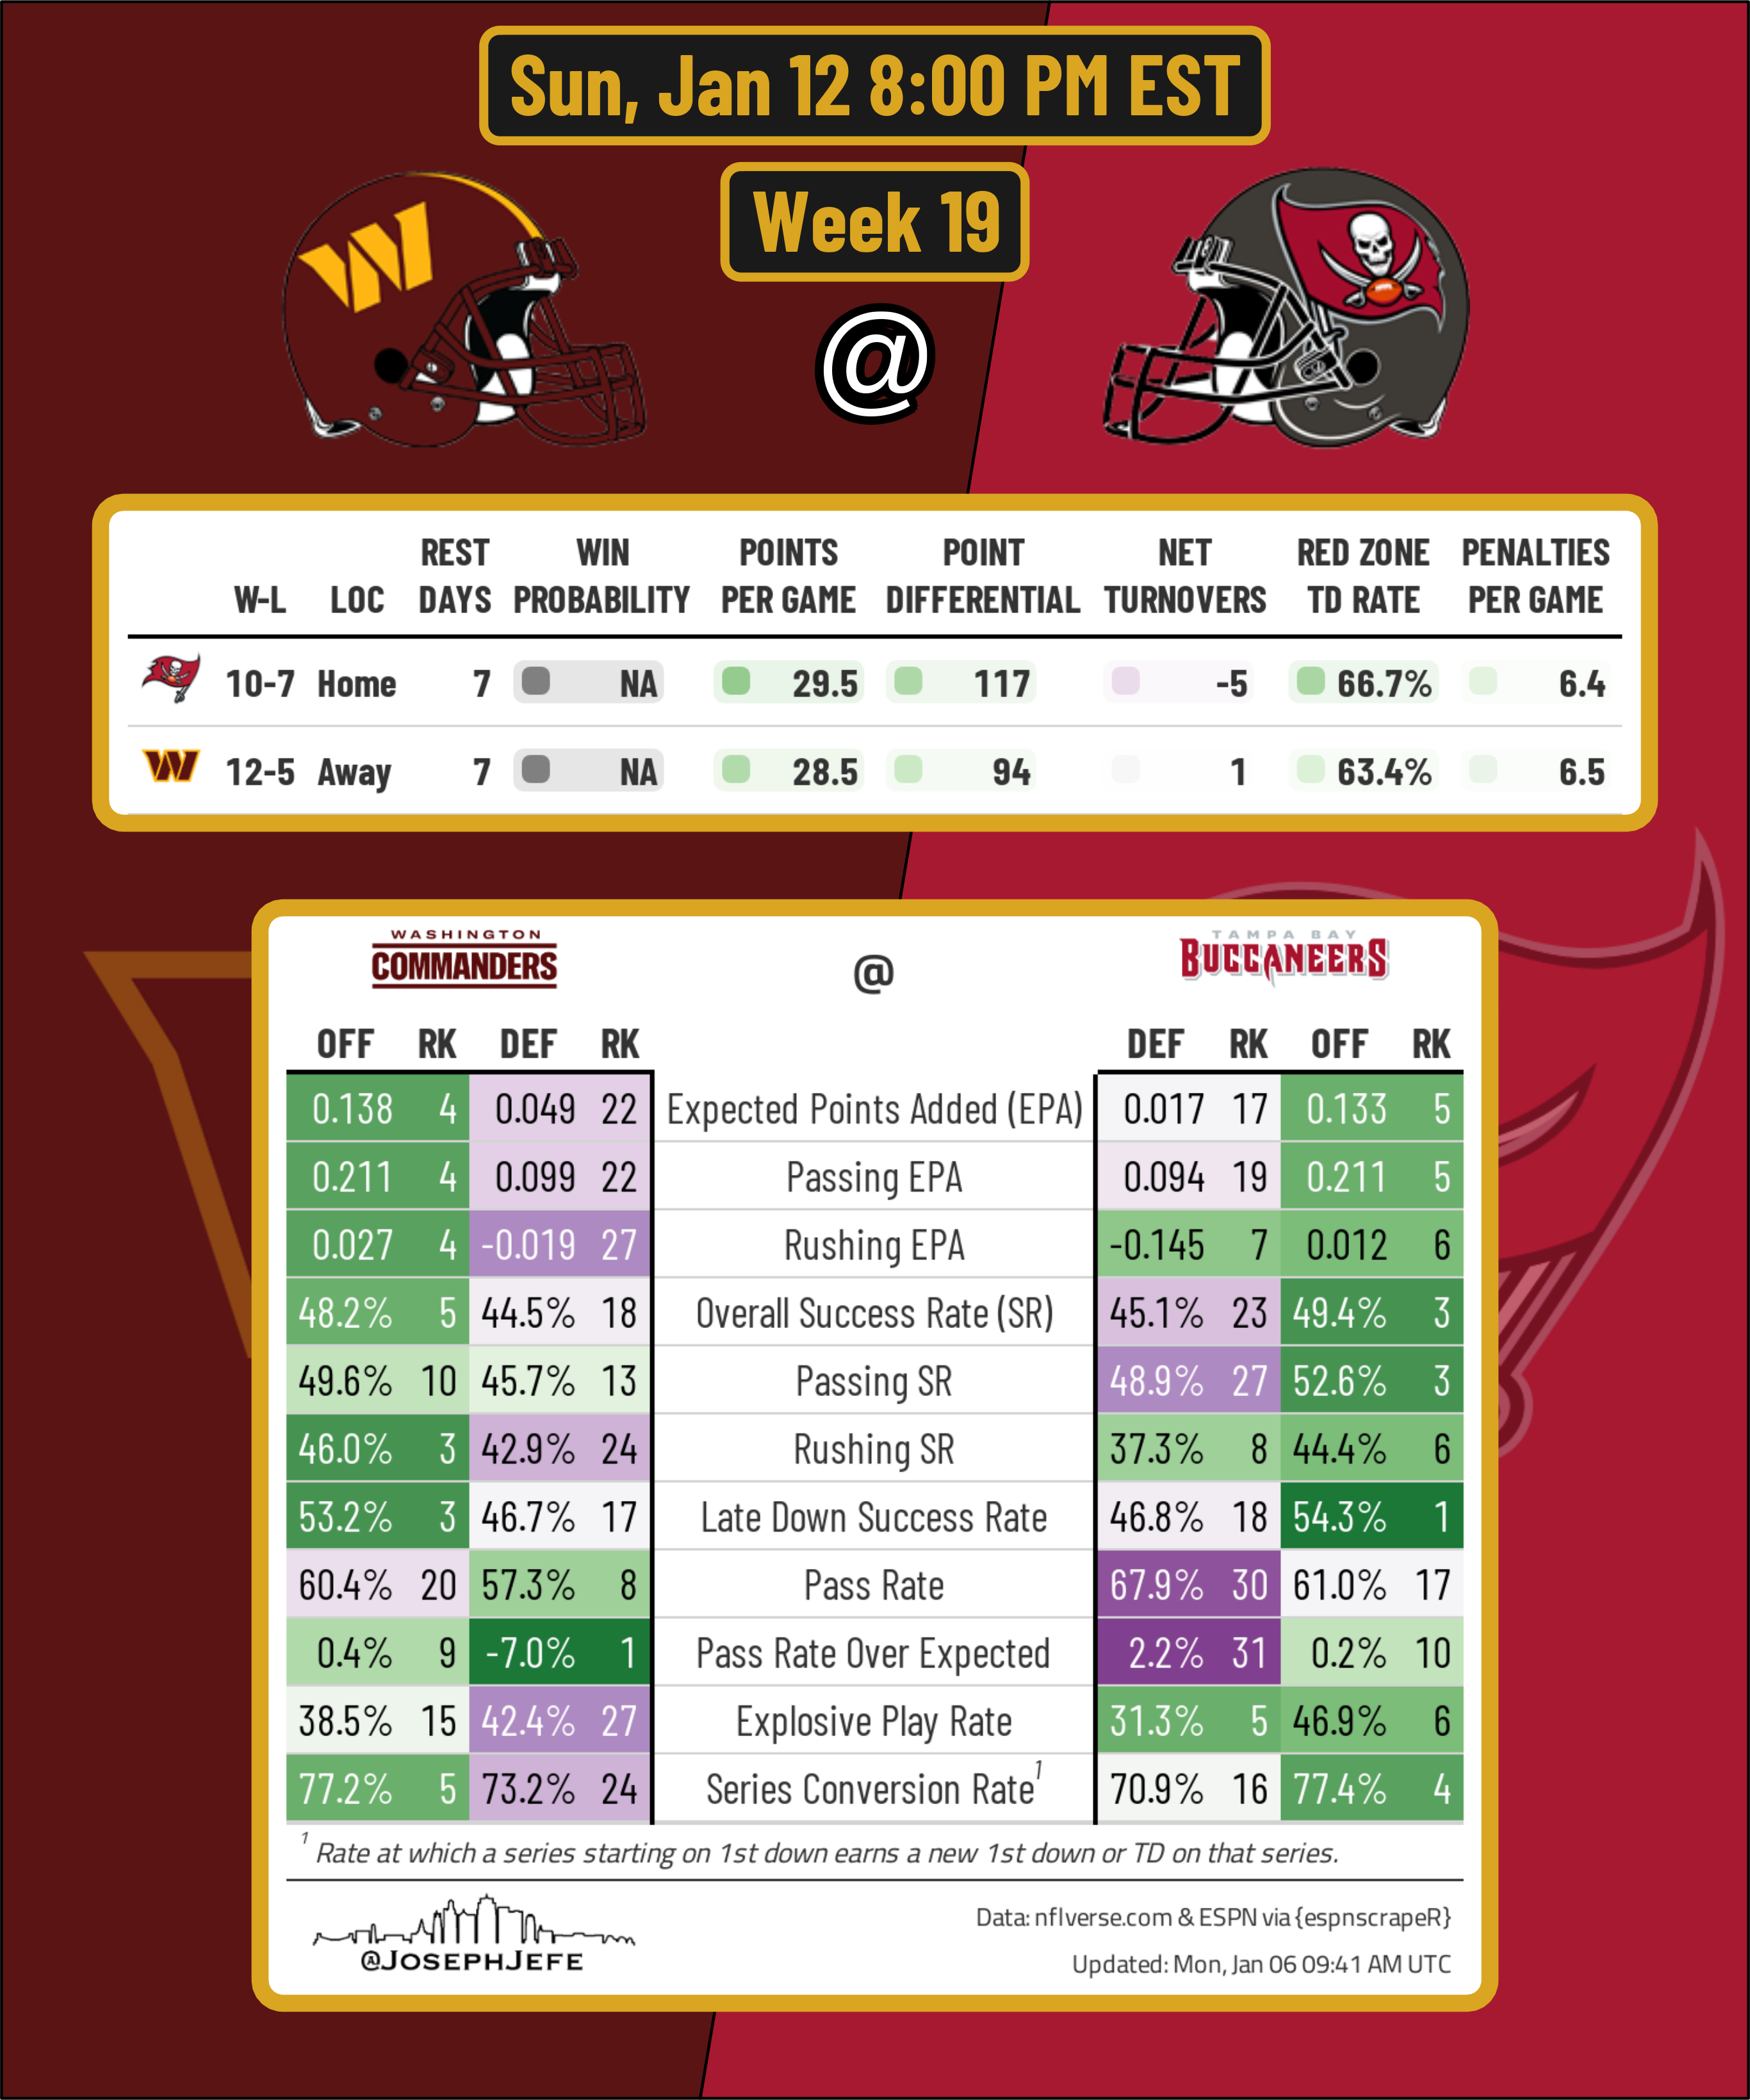 Sun, Jan 12 8:00 PM EST
Week 19
W
@
REST WIN POINTS POINT NET RED ZONE PENALTIES
W-L LOC DAYS PROBABILITY PER GAME DIFFERENTIAL TURNOVERS TD RATE PER GAME
10-7 Home 7 NA 29.5 117 -5 66.7% 6.4
W 12-5 Away 7 NA 28.5 94 1 63.4% 6.5
WASHINGTON TAMPA BAY
COMMANDERS @ BUCCANEERS
OFF RK DEF RK DEF RK OFF RK
0.138 4 0.049 22 Expected Points Added (EPA) 0.017 17 0.133 5
0.211 4 0.099 22 Passing EPA 0.094 19 0.211 5
0.027 4 -0.019 27 Rushing EPA -0.145 7 0.012 6
48.2% 5 44.5% 18 Overall Success Rate (SR) 45.1% 23 49.4% 3
49.6% 10 45.7% 13 Passing SR 48.9% 27 52.6% 3
46.0% 3 42.9% 24 Rushing SR 37.3% 8 44.4% 6
53.2% 3 46.7% 17 Late Down Success Rate 46.8% 18 54.3% 1
60.4% 20 57.3% 8 Pass Rate 67.9% 30 61.0% 17
0.4% 9 -7.0% 1 Pass Rate Over Expected 2.2% 31 0.2% 10
38.5% 15 42.4% 27 Explosive Play Rate 31.3% 5 46.9% 6
77.2% 5 73.2% 24 Series Conversion Rate¹ 70.9% 16 77.4% 4
¹ Rate at which a series starting on 1st down earns a new 1st down or TD on that series.
Data: nflverse.com & ESPN via {espnscrapeR}
@JOSEPHJEFE
Updated: Mon, Jan 06 09:41 AM UTC